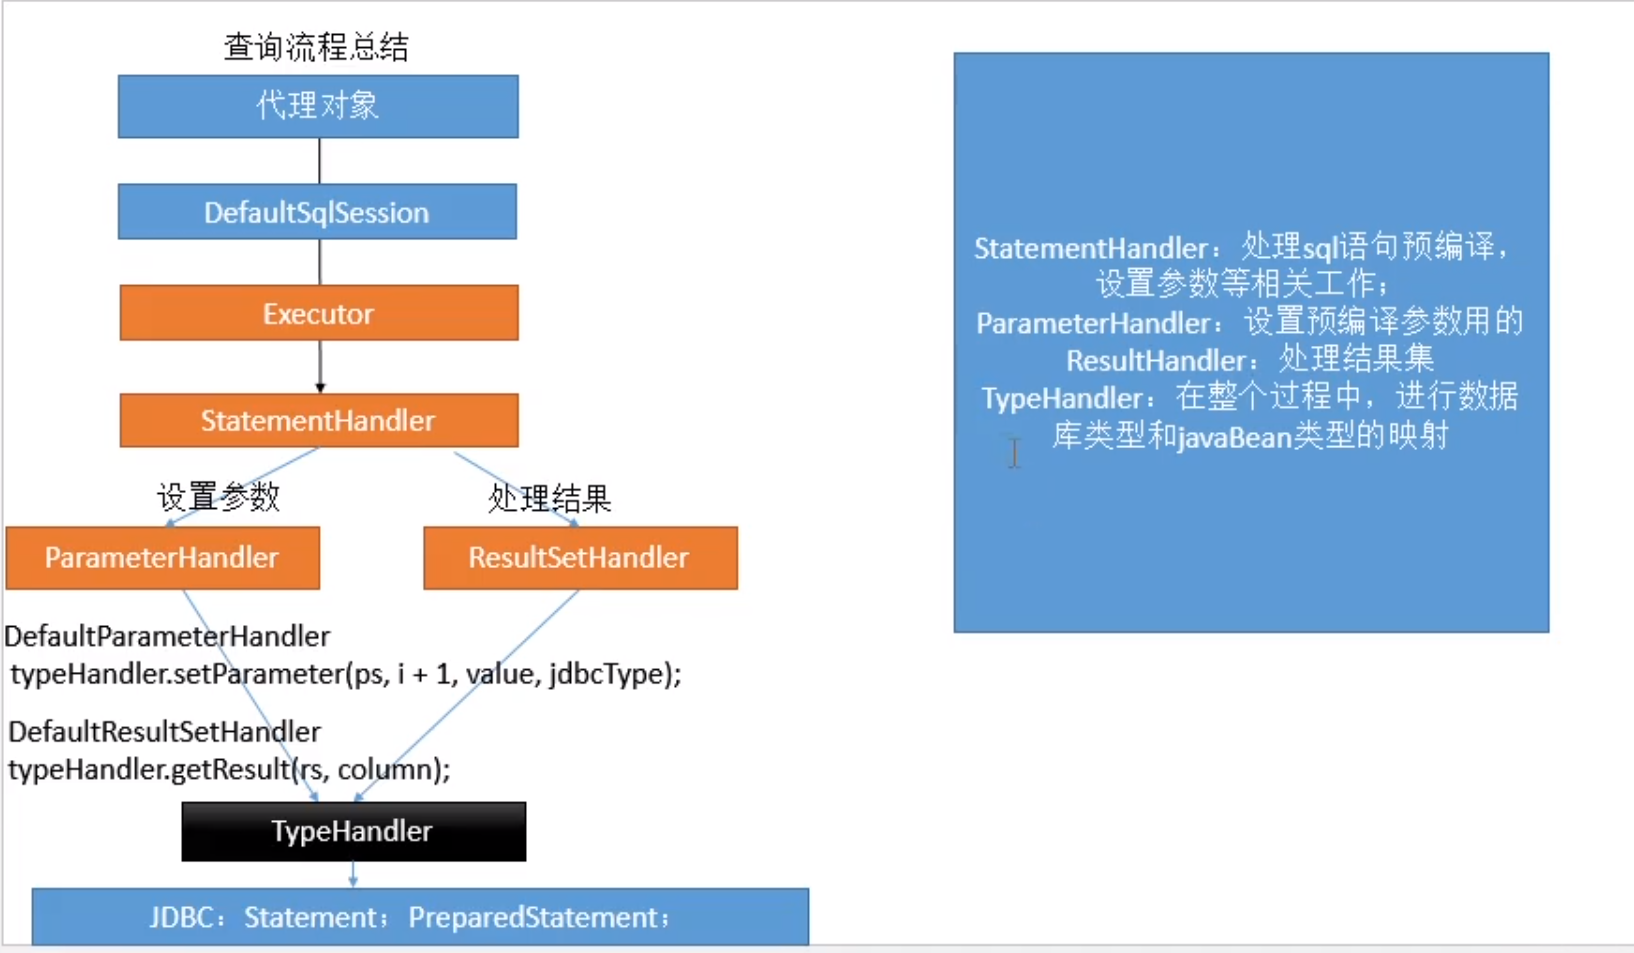 查询流程总结
代理对象
DefaultSqlSession
Executor
StatementHandler
设置参数
处理结果
ParameterHandler
ResultSetHandler
DefaultParameterHandler
typeHandler.setParameter(ps, i + 1, value, jdbcType);
DefaultResultSetHandler
typeHandler.getResult(rs, column);
TypeHandler
JDBC：Statement；PreparedStatement；
StatementHandler：处理sql语句预编译，
设置参数等相关工作；
ParameterHandler：设置预编译参数用的
ResultHandler：处理结果集
TypeHandler：在整个过程中，进行数据
库类型和javaBean类型的映射